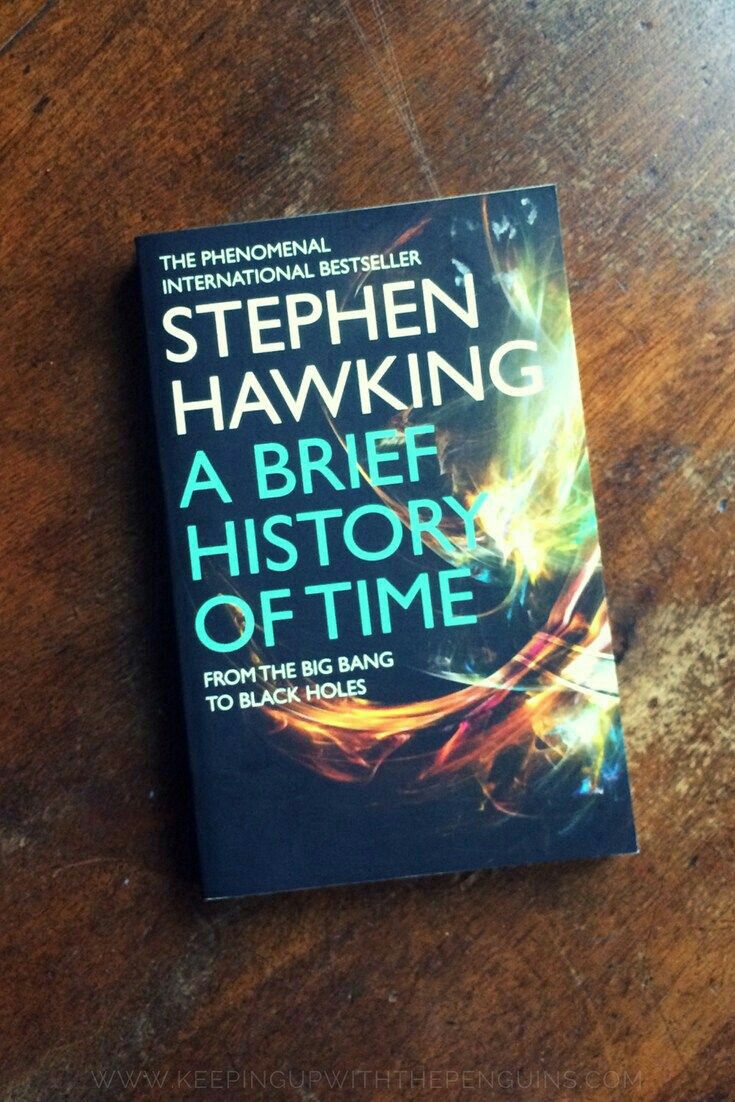 THE PHENOMENAL
INTERNATIONAL BESTSELLER
STEPHEN
HAWKING
A BRIEF
HISTORY
OF TIME
FROM THE BIG BANG
TO BLACK HOLES
WWW.KEEPINGUPWITHTHEPENGUINS.COM